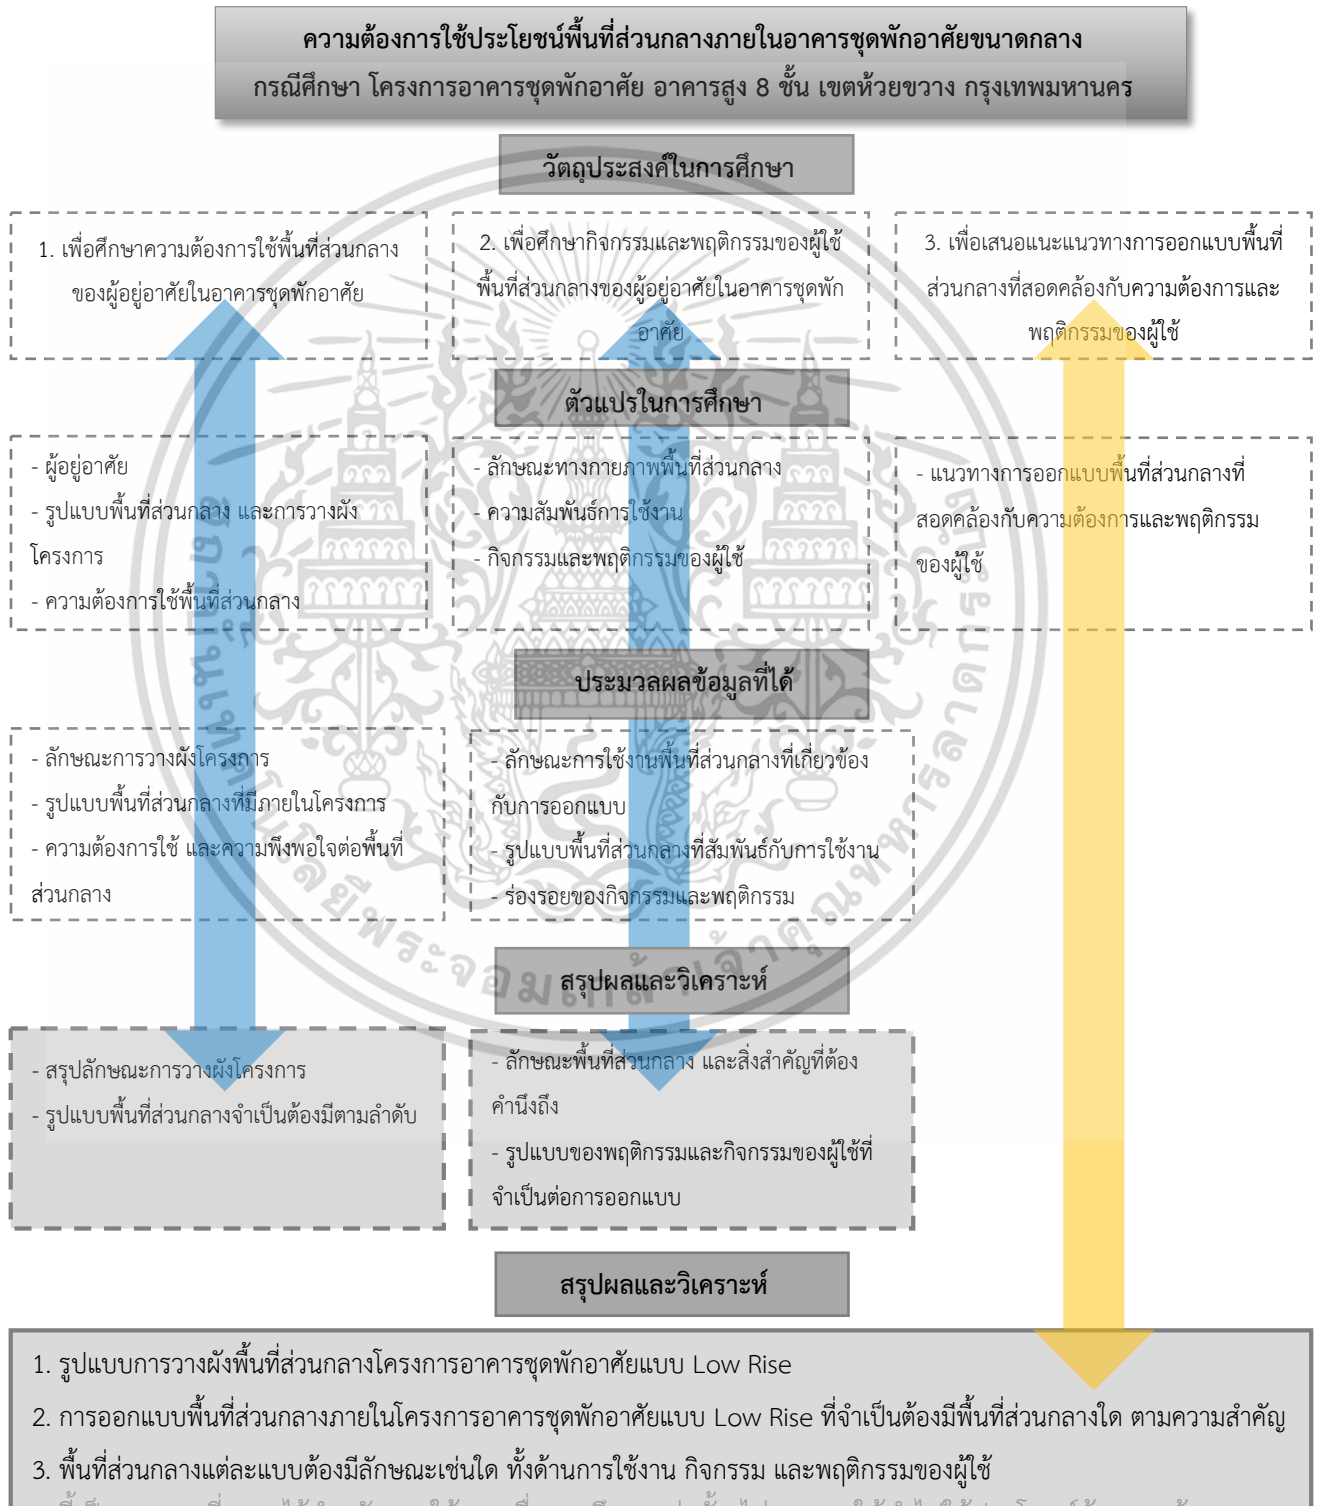 ความต้องการใช้ประโยชน์พื้นที่ส่วนกลางภายในอาคารชุดพักอาศัยขนาดกลาง
กรณีศึกษา โครงการอาคารชุดพักอาศัย อาคารสูง 8 ชั้น เขตห้วยขวาง กรุงเทพมหานคร
วัตถุประสงค์ในการศึกษา
1. เพื่อศึกษาความต้องการใช้พื้นที่ส่วนกลาง
ของผู้อยู่อาศัยในอาคารชุดพักอาศัย
2. เพื่อศึกษากิจกรรมและพฤติกรรมของผู้ใช้
พื้นที่ส่วนกลางของผู้อยู่อาศัยในอาคารชุดพัก
อาศัย
3. เพื่อเสนอแนะแนวทางการออกแบบพื้นที่
ส่วนกลางที่สอดคล้องกับความต้องการและ
พฤติกรรมของผู้ใช้
ตัวแปรในการศึกษา
- ผู้อยู่อาศัย
- รูปแบบพื้นที่ส่วนกลาง และการวางผัง
โครงการ
- ความต้องการใช้พื้นที่ส่วนกลาง
- ลักษณะทางกายภาพพื้นที่ส่วนกลาง
- ความสัมพันธ์การใช้งาน
- กิจกรรมและพฤติกรรมของผู้ใช้
- แนวทางการออกแบบพื้นที่ส่วนกลางที่
สอดคล้องกับความต้องการและพฤติกรรม
ของผู้ใช้
ประมวลผลข้อมูลที่ได้
- ลักษณะการวางผังโครงการ
- รูปแบบพื้นที่ส่วนกลางที่มีภายในโครงการ
- ความต้องการใช้ และความพึงพอใจต่อพื้นที่
ส่วนกลาง
- ลักษณะการใช้งานพื้นที่ส่วนกลางที่เกี่ยวข้อง
กับการออกแบบ
- รูปแบบพื้นที่ส่วนกลางที่สัมพันธ์กับการใช้งาน
- ร่องรอยของกิจกรรมและพฤติกรรม
สรุปผลและวิเคราะห์
- สรุปลักษณะการวางผังโครงการ
- รูปแบบพื้นที่ส่วนกลางจำเป็นต้องมีตามลำดับ
- ลักษณะพื้นที่ส่วนกลาง และสิ่งสำคัญที่ต้อง
คำนึงถึง
- รูปแบบของพฤติกรรมและกิจกรรมของผู้ใช้ที่
จำเป็นต่อการออกแบบ
สรุปผลและวิเคราะห์
1. รูปแบบการวางผังพื้นที่ส่วนกลางโครงการอาคารชุดพักอาศัยแบบ Low Rise
2. การออกแบบพื้นที่ส่วนกลางภายในโครงการอาคารชุดพักอาศัยแบบ Low Rise ที่จำเป็นต้องมีพื้นที่ส่วนกลางใด ตามความสำคัญ
3. พื้นที่ส่วนกลางแต่ละแบบต้องมีลักษณะเช่นใด ทั้งด้านการใช้งาน กิจกรรม และพฤติกรรมของผู้ใช้
สถาบันเทคโนโลยีพระจอมเกล้าเจ้าคุณทหารลาดกระบัง